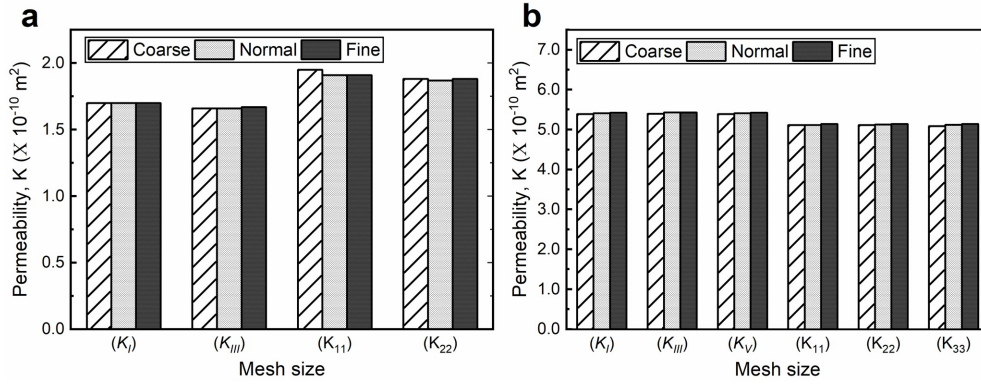 a
Coarse Normal Fine
Permeability, K (X 10⁻¹⁰ m²)
2.0
1.5
1.0
0.5
0.0
(K_I) (K_III) (K₁₁) (K₂₂)
Mesh size
b
Coarse Normal Fine
Permeability, K (X 10⁻¹⁰ m²)
7.0
6.0
5.0
4.0
3.0
2.0
1.0
0.0
(K_I) (K_III) (K_V) (K₁₁) (K₂₂) (K₃₃)
Mesh size